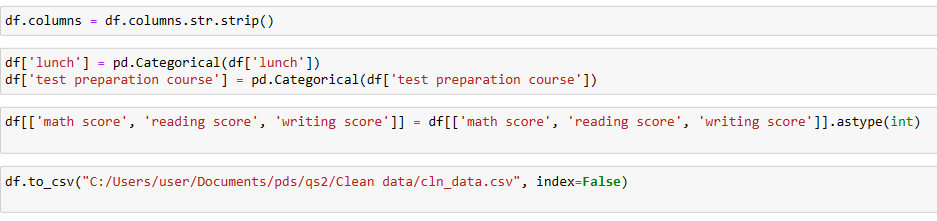 df.columns = df.columns.str.strip()
df['lunch'] = pd.Categorical(df['lunch'])
df['test preparation course'] = pd.Categorical(df['test preparation course'])
df[['math score', 'reading score', 'writing score']] = df[['math score', 'reading score', 'writing score']].astype(int)
df.to_csv("C:/Users/user/Documents/pds/qs2/Clean data/cln_data.csv", index=False)